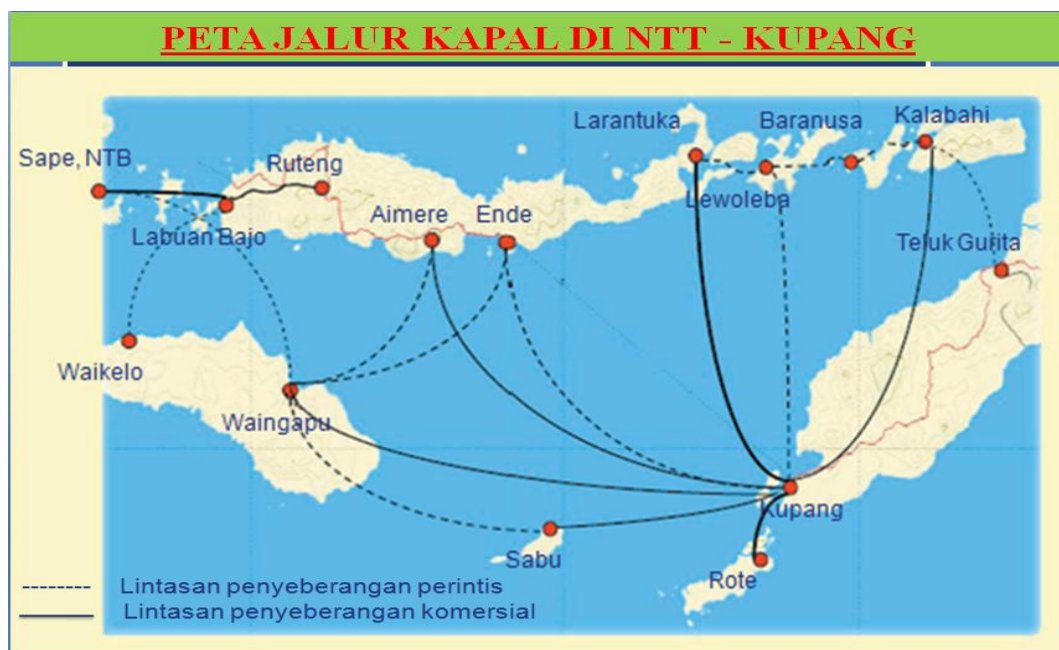 PETA JALUR KAPAL DI NTT - KUPANG
Larantuka
Baranusa
Kalabahi
Sape, NTB
Ruteng
Lewoleba
Aimere
Ende
Labuan Bajo
Teluk Gurita
Waikelo
Waingapu
Kupang
Sabu
Rote
Lintasan penyeberangan perintis
Lintasan penyeberangan komersial